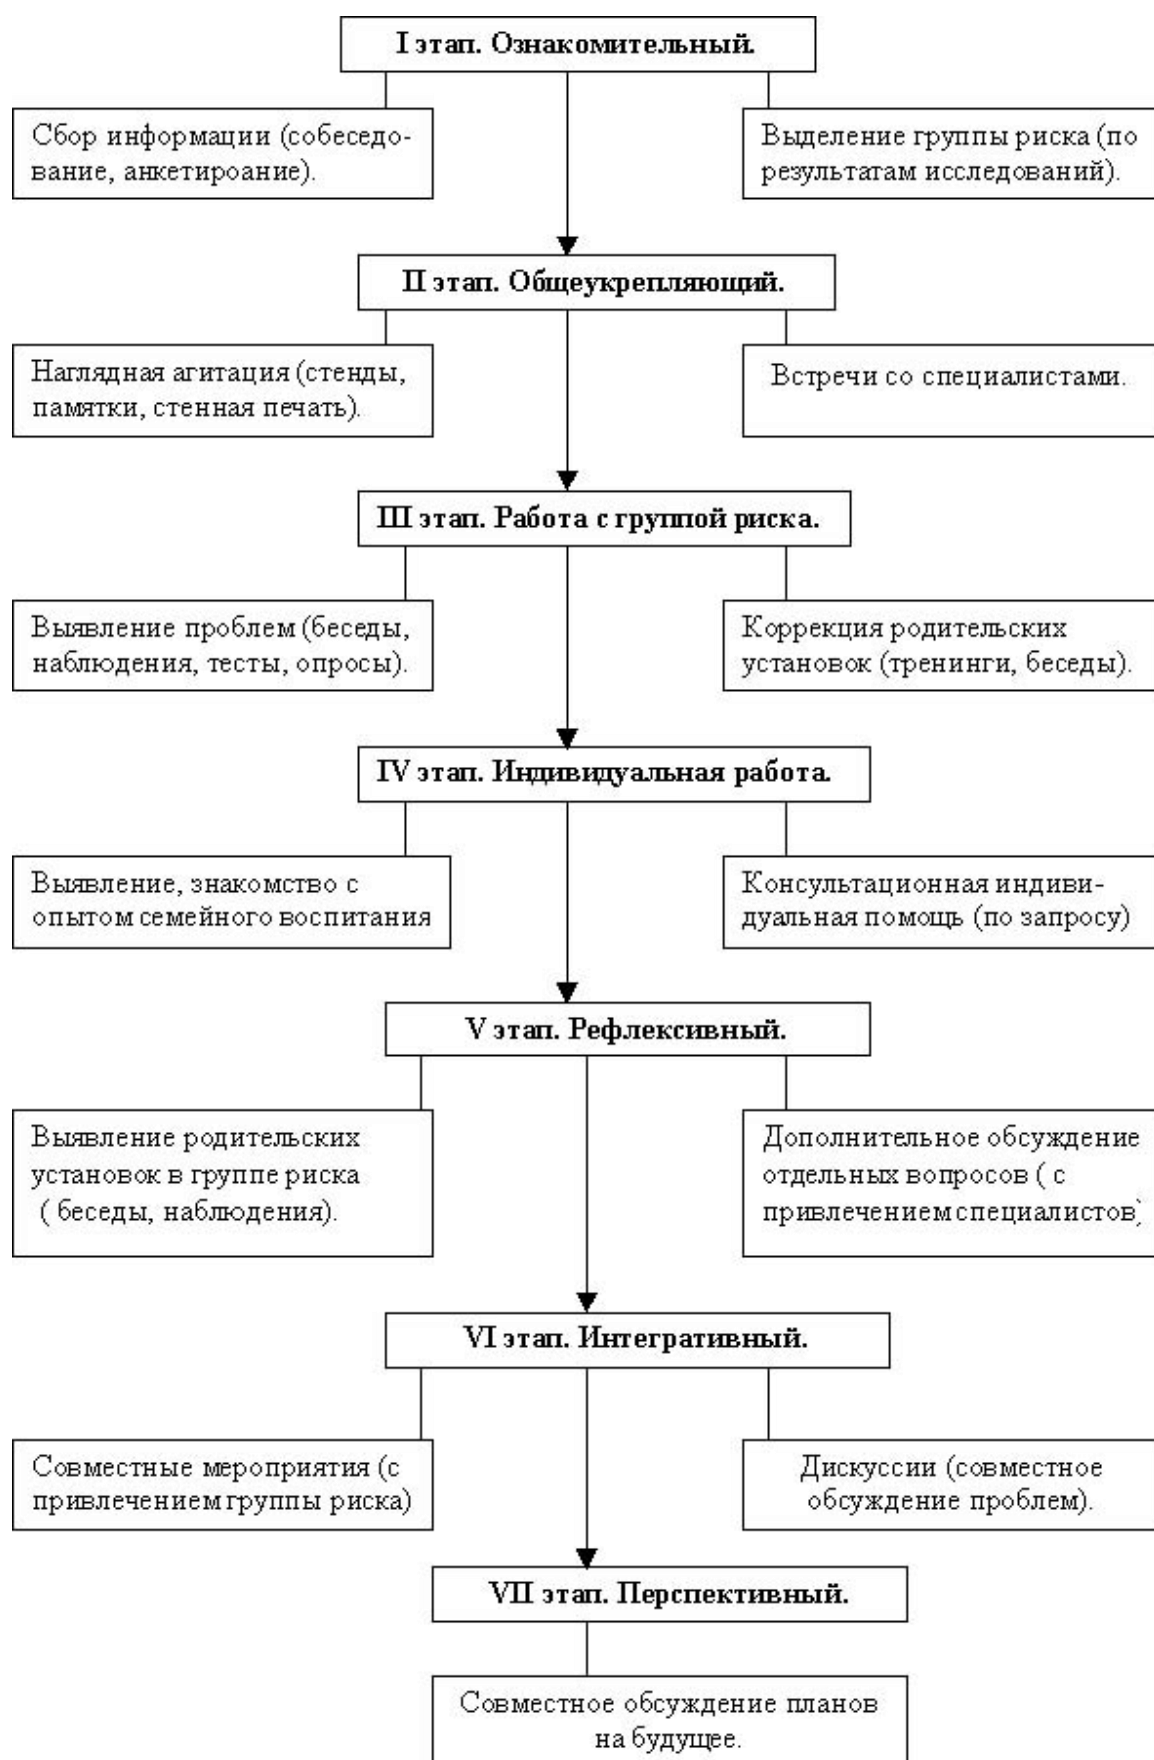 I этап. Ознакомительный.
Сбор информации (собеседо-
вание, анкетироание).
Выделение группы риска (по
результатам исследований).
II этап. Общеукрепляющий.
Наглядная агитация (стенды,
памятки, стенная печать).
Встречи со специалистами.
III этап. Работа с группой риска.
Выявление проблем (беседы,
наблюдения, тесты, опросы).
Коррекция родительских
установок (тренинги, беседы).
IV этап. Индивидуальная работа.
Выявление, знакомство с
опытом семейного воспитания
Консультационная индиви-
дуальная помощь (по запросу)
V этап. Рефлексивный.
Выявление родительских
установок в группе риска
( беседы, наблюдения).
Дополнительное обсуждение
отдельных вопросов ( с
привлечением специалистов)
VI этап. Интегративный.
Совместные мероприятия (с
привлечением группы риска)
Дискуссии (совместное
обсуждение проблем).
VII этап. Перспективный.
Совместное обсуждение планов
на будущее.